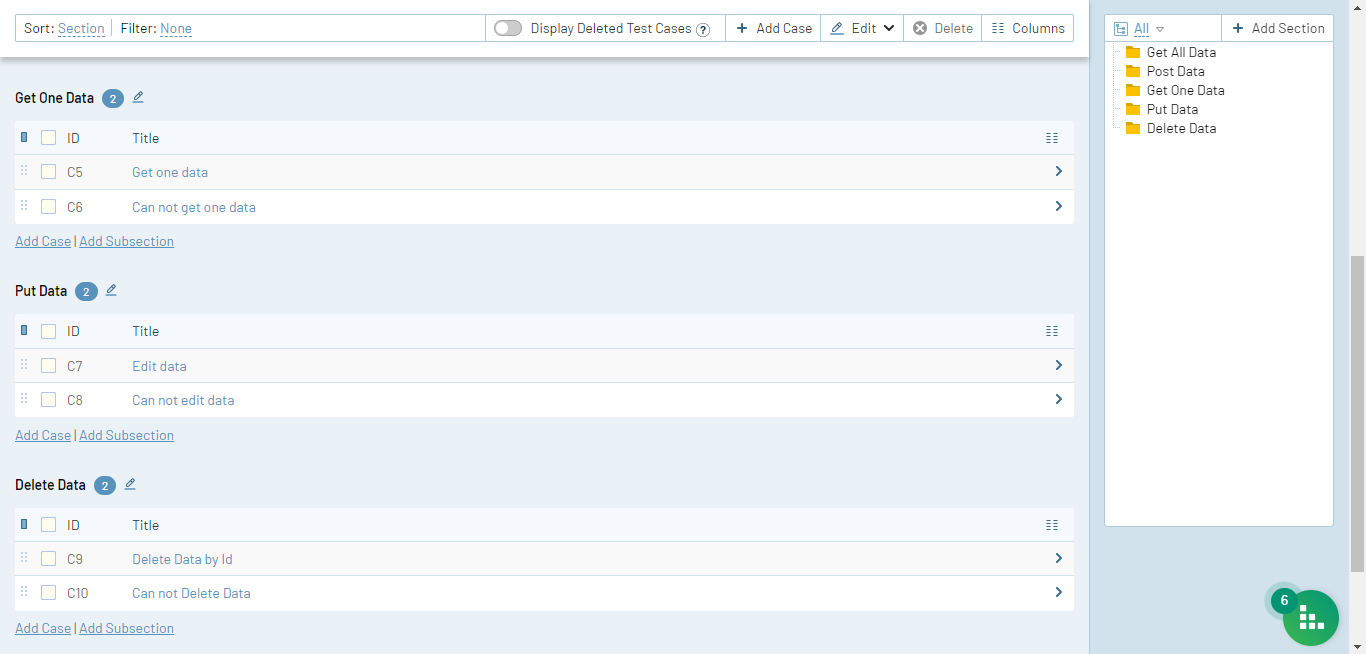 Sort: Section | Filter: None Display Deleted Test Cases ? + Add Case Edit Delete Columns
Get One Data 2
ID Title
C5 Get one data
C6 Can not get one data
Add Case | Add Subsection
Put Data 2
ID Title
C7 Edit data
C8 Can not edit data
Add Case | Add Subsection
Delete Data 2
ID Title
C9 Delete Data by Id
C10 Can not Delete Data
Add Case | Add Subsection
All + Add Section
Get All Data
Post Data
Get One Data
Put Data
Delete Data
6